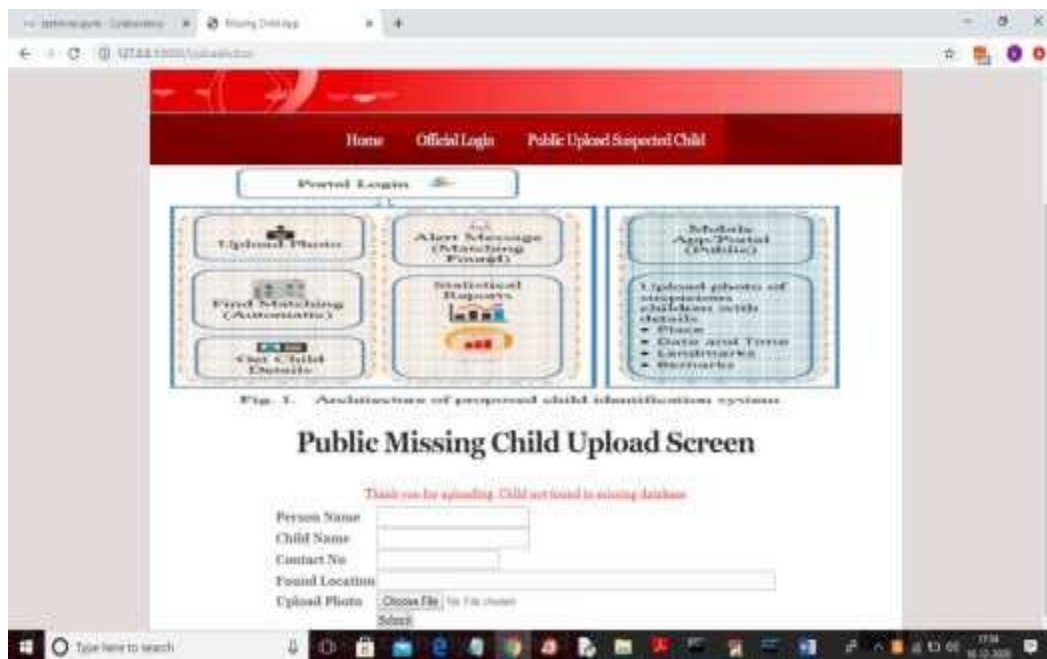 Missing Child App
Home Official Login Public Upload Suspected Child
Portal Login
Upload Photo
Alert Message
(Matching
Found)
Mobile
App/Portal
(Public)
Find Matching
(Automatic)
Statistical
Reports
Upload photo of
suspicious
children with
details
• Place
• Date and Time
• Landmarks
• Remarks
Get Child
Details
Fig. 1. Architecture of proposed child identification system
Public Missing Child Upload Screen
Thank you for uploading. Child not found in missing database
Person Name
Child Name
Contact No
Found Location
Upload Photo Choose File No file chosen
Submit
Type here to search